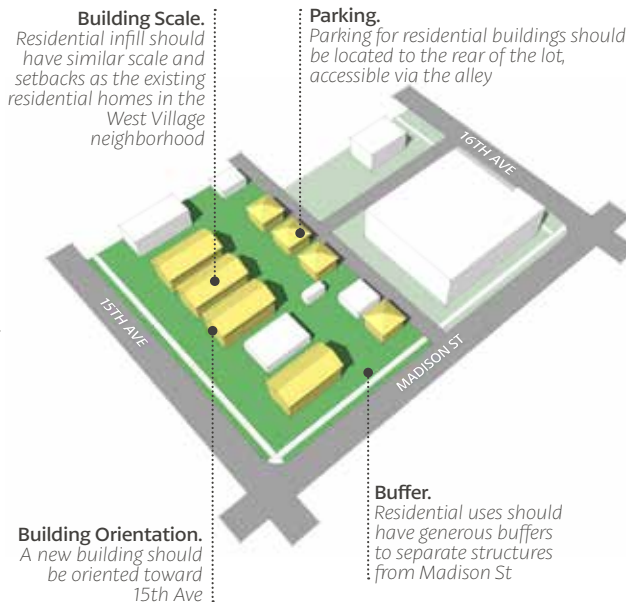 Building Scale.
Residential infill should
have similar scale and
setbacks as the existing
residential homes in the
West Village
neighborhood
Parking.
Parking for residential buildings should
be located to the rear of the lot,
accessible via the alley
16TH AVE
15TH AVE
MADISON ST
Building Orientation.
A new building should
be oriented toward
15th Ave
Buffer.
Residential uses should
have generous buffers
to separate structures
from Madison St